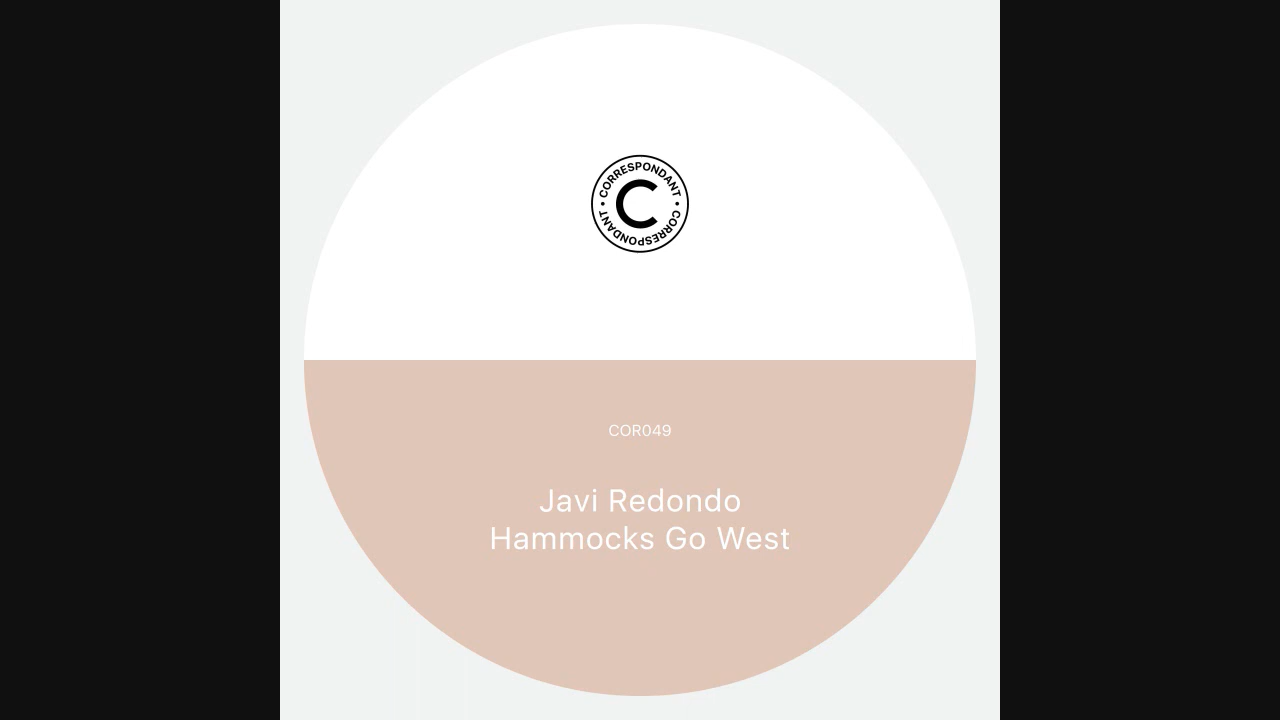 CORRESPONDANT • CORRESPONDANT •
C
COR049
Javi Redondo
Hammocks Go West